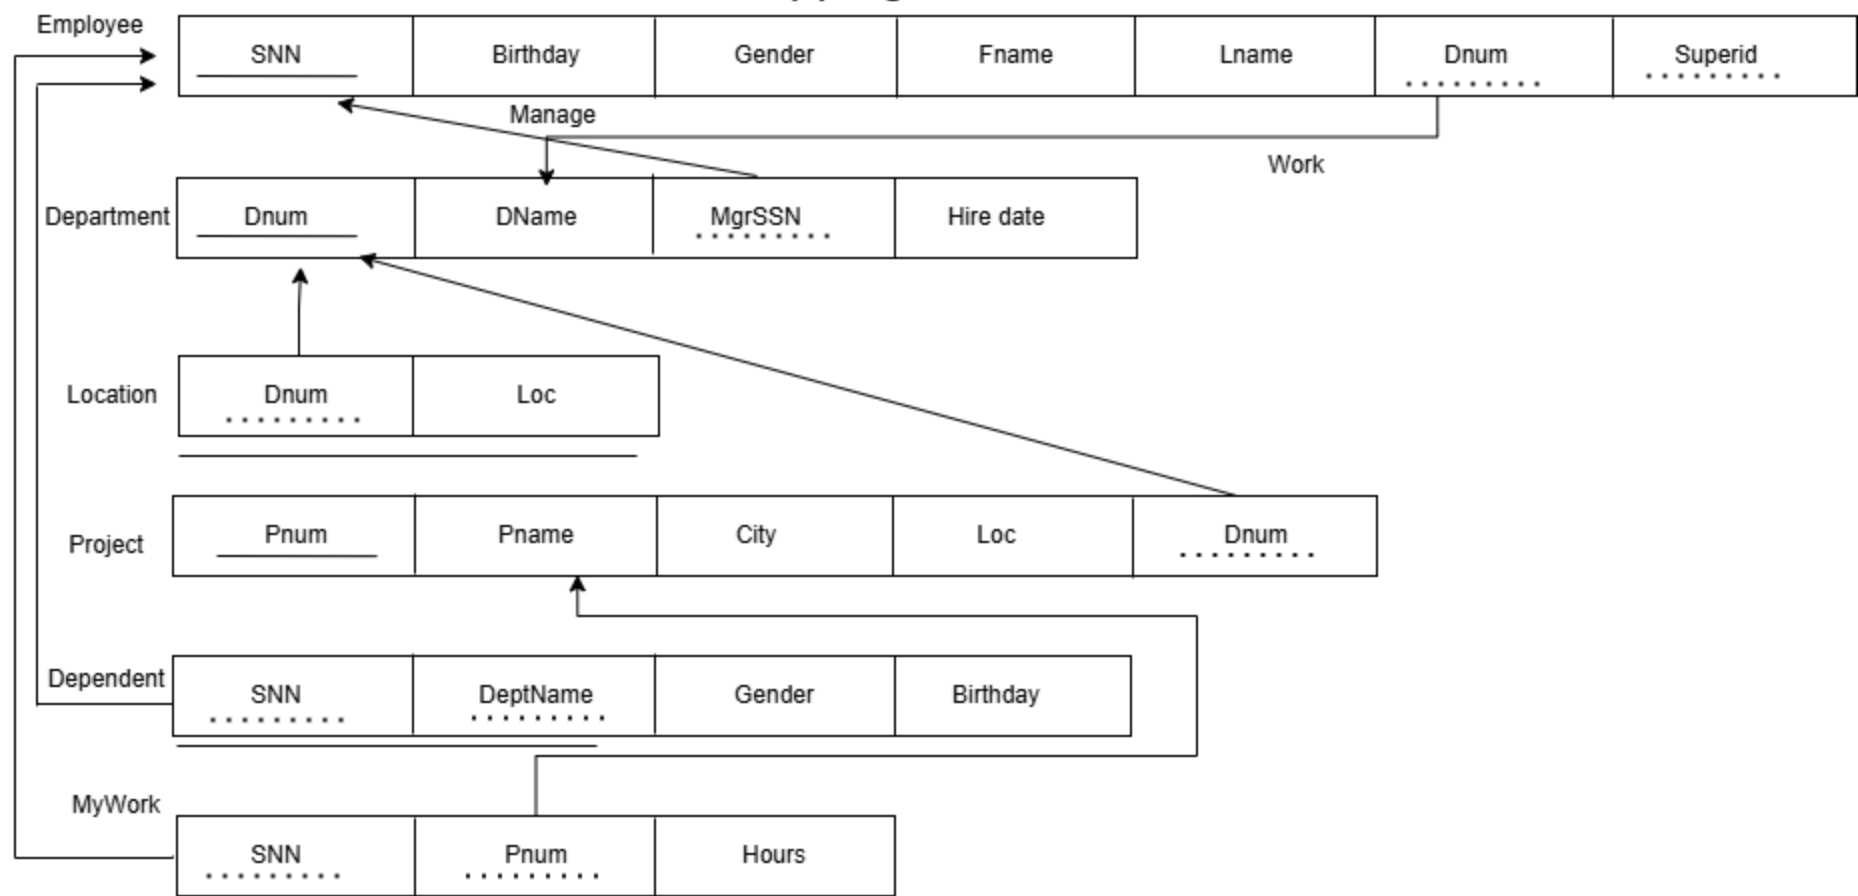 Employee
SNN Birthday Gender Fname Lname Dnum Superid
Manage
Work
Department
Dnum DName MgrSSN Hire date
Location
Dnum Loc
Project
Pnum Pname City Loc Dnum
Dependent
SNN DeptName Gender Birthday
MyWork
SNN Pnum Hours